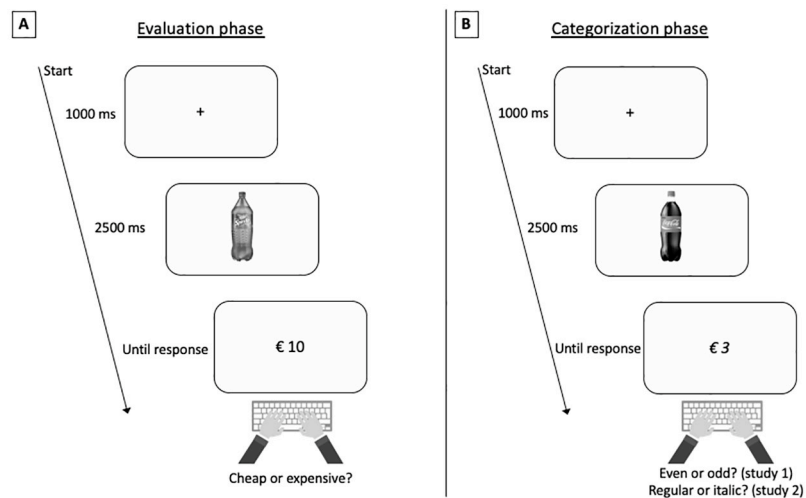 A
Evaluation phase
Start
1000 ms
+
2500 ms
Until response
€ 10
Cheap or expensive?
B
Categorization phase
Start
1000 ms
+
2500 ms
Until response
€ 3
Even or odd? (study 1)
Regular or italic? (study 2)